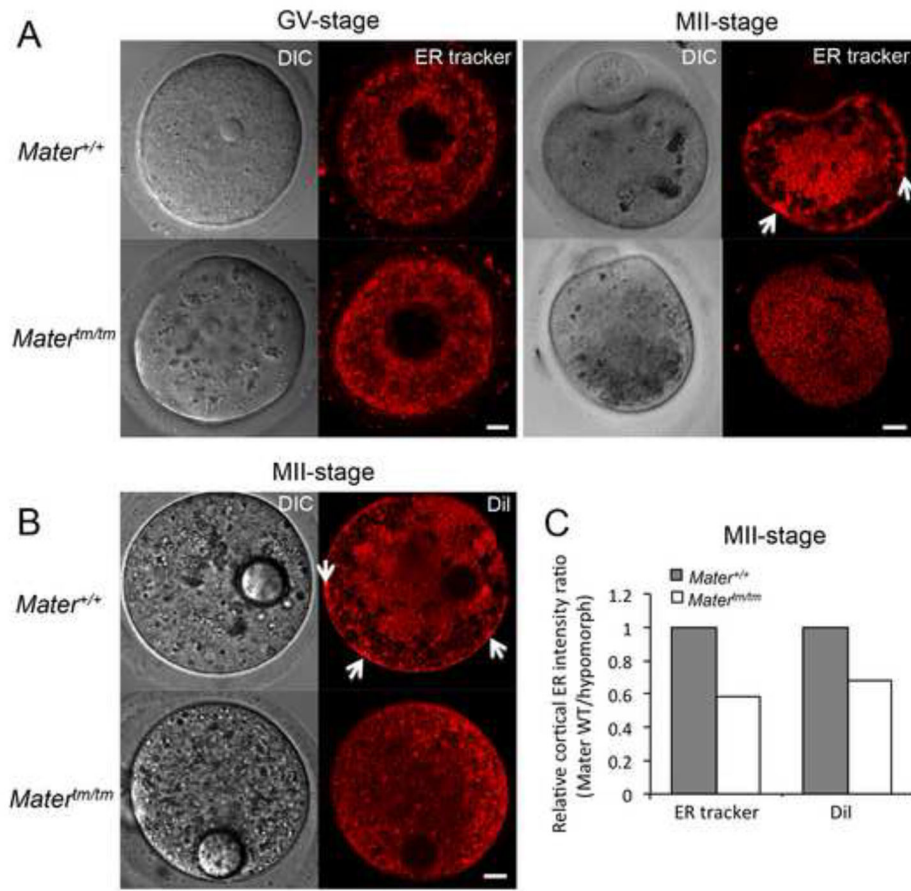 A
GV-stage
MII-stage
DIC
ER tracker
DIC
ER tracker
Mater+/+
Matertm/tm
B
MII-stage
DIC
DiI
Mater+/+
Matertm/tm
C
MII-stage
Mater+/+
Matertm/tm
Relative cortical ER intensity ratio
(Mater WT/hypomorph)
1.2
1
0.8
0.6
0.4
0.2
0
ER tracker
DiI